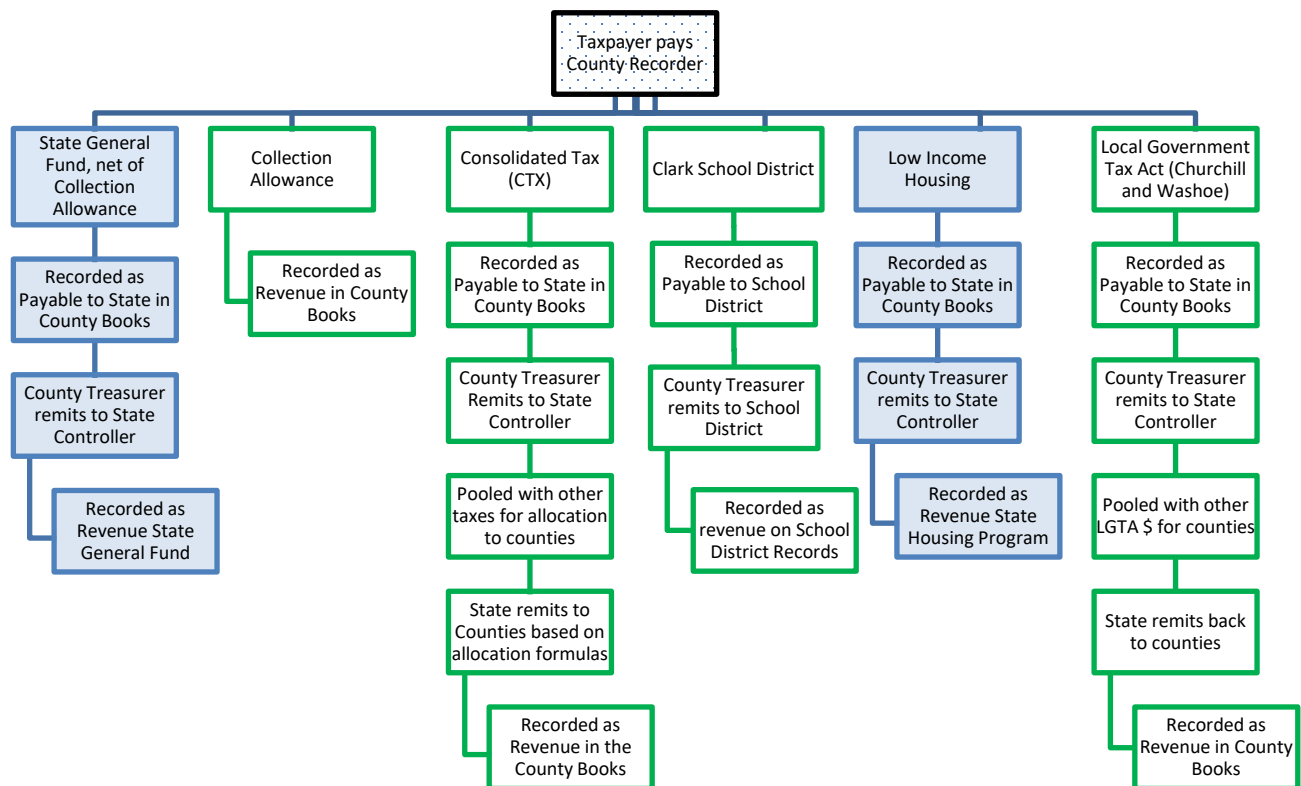 Taxpayer pays
County Recorder
State General
Fund, net of
Collection
Allowance
Recorded as
Payable to State in
County Books
County Treasurer
remits to State
Controller
Recorded as
Revenue State
General Fund
Collection
Allowance
Recorded as
Revenue in County
Books
Consolidated Tax
(CTX)
Recorded as
Payable to State in
County Books
County Treasurer
Remits to State
Controller
Pooled with other
taxes for allocation
to counties
State remits to
Counties based on
allocation formulas
Recorded as
Revenue in the
County Books
Clark School District
Recorded as
Payable to School
District
County Treasurer
remits to School
District
Recorded as
revenue on School
District Records
Low Income
Housing
Recorded as
Payable to State in
County Books
County Treasurer
remits to State
Controller
Recorded as
Revenue State
Housing Program
Local Government
Tax Act (Churchill
and Washoe)
Recorded as
Payable to State in
County Books
County Treasurer
remits to State
Controller
Pooled with other
LGTA $ for counties
State remits back
to counties
Recorded as
Revenue in County
Books